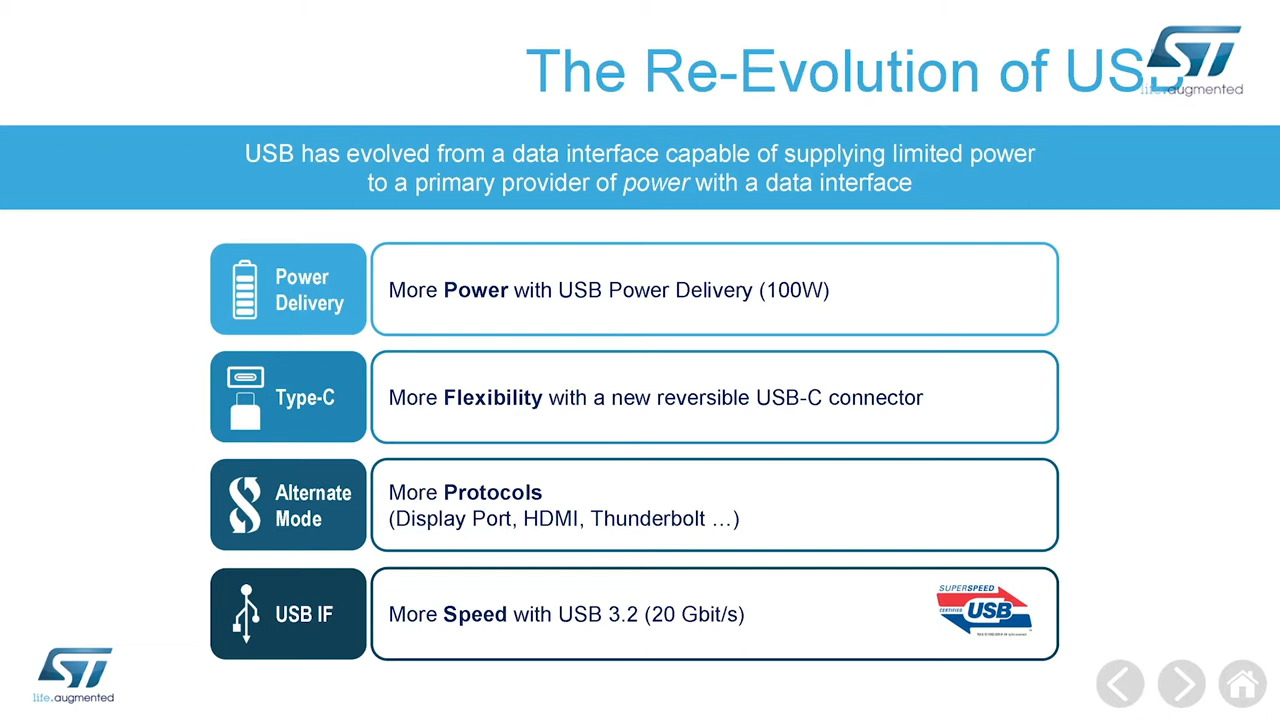 The Re-Evolution of USB
ST
life.augmented
USB has evolved from a data interface capable of supplying limited power
to a primary provider of power with a data interface
Power
Delivery
More Power with USB Power Delivery (100W)
Type-C
More Flexibility with a new reversible USB-C connector
Alternate
Mode
More Protocols
(Display Port, HDMI, Thunderbolt …)
USB IF
More Speed with USB 3.2 (20 Gbit/s)
SUPERSPEED
CERTIFIED
USB
ST
life.augmented